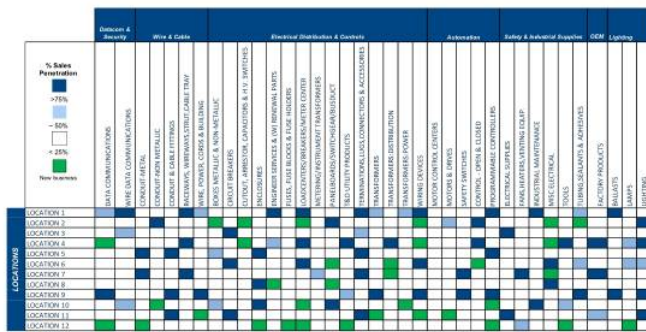 Datacom & Security
Wire & Cable
Electrical Distribution & Controls
Automation
Safety & Industrial Supplies
OEM
Lighting
% Sales
Penetration
>75%
~ 50%
< 25%
New business
DATA COMMUNICATIONS
WIRE DATA COMMUNICATIONS
CONDUIT-METAL
CONDUIT-NON METALLIC
CONDUIT & CABLE FITTINGS
RACEWAYS, WIREWAYS,STRUT,CABLE TRAY
WIRE, POWER, CORDS & BUILDING
BOXES METALLIC & NON-METALLIC
CIRCUIT BREAKERS
CUTOUT, ARRISTOR, CAPACITORS & H.V. SWITCHES
ENCLOSURES
ENGINEER SERVICES & (W) RENEWAL PARTS
FUSES, FUSE BLOCKS & FUSE HOLDERS
LOADCENTERS/BREAKERS/METER CENTER
METERING/INSTRUMENT TRANSFORMERS
PANELBOARDS/SWITCHGEAR/BUSDUCT
T&D UTILITY PRODUCTS
TERMINATIONS,LUGS,CONNECTORS & ACCESSORIES
TRANSFORMERS
TRANSFORMERS DISTRIBUTION
TRANSFORMERS POWER
WIRING DEVICES
MOTOR CONTROL CENTERS
MOTORS & DRIVES
SAFETY SWITCHES
CONTROL - OPEN & CLOSED
PROGRAMMABLE CONTROLLERS
ELECTRICAL SUPPLIES
FANS,HEATERS,VENTING EQUIP
INDUSTRIAL MAINTENANCE
MISC ELECTRICAL
TOOLS
TUBING,SEALANTS & ADHESIVES
FACTORY PRODUCTS
BALLASTS
LAMPS
LIGHTING
LOCATIONS
LOCATION 1
LOCATION 2
LOCATION 3
LOCATION 4
LOCATION 5
LOCATION 6
LOCATION 7
LOCATION 8
LOCATION 9
LOCATION 10
LOCATION 11
LOCATION 12